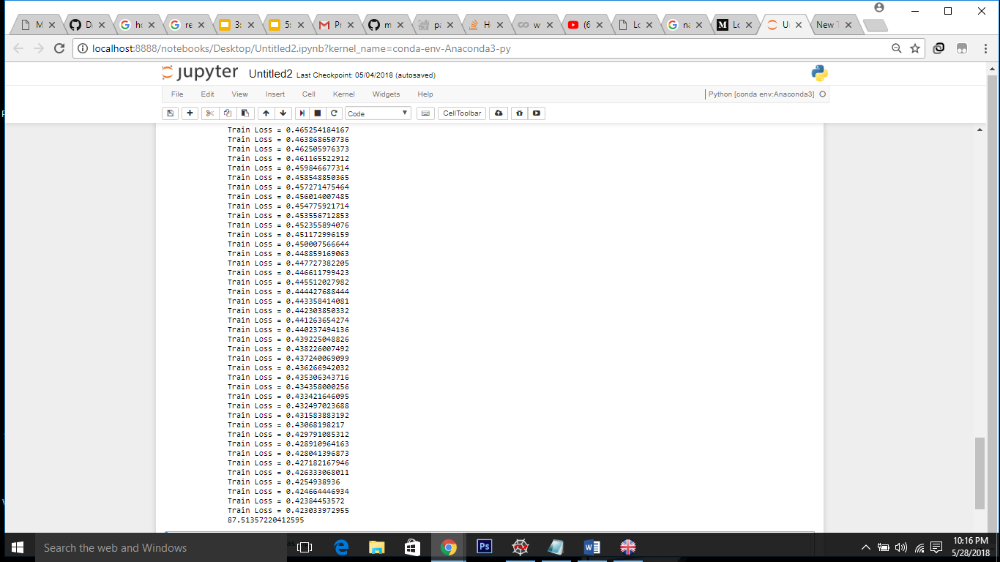 M
D
ho
re
3:
5:
Pr
m
pa
H
w
(6
Lo
na
Lo
U
New T
localhost:8888/notebooks/Desktop/Untitled2.ipynb?kernel_name=conda-env-Anaconda3-py
jupyter Untitled2 Last Checkpoint: 05/04/2018 (autosaved)
File Edit View Insert Cell Kernel Widgets Help Python [conda env:Anaconda3]
Code CellToolbar
Train Loss = 0.465254184167
Train Loss = 0.463868650736
Train Loss = 0.462505976373
Train Loss = 0.461165522912
Train Loss = 0.459846677314
Train Loss = 0.458548850365
Train Loss = 0.457271475464
Train Loss = 0.456014007485
Train Loss = 0.454775921714
Train Loss = 0.453556712853
Train Loss = 0.452355894076
Train Loss = 0.451172996159
Train Loss = 0.450007566644
Train Loss = 0.448859169063
Train Loss = 0.447727382205
Train Loss = 0.446611799423
Train Loss = 0.445512027982
Train Loss = 0.444427688444
Train Loss = 0.443358414081
Train Loss = 0.442303850332
Train Loss = 0.441263654274
Train Loss = 0.440237494136
Train Loss = 0.439225048826
Train Loss = 0.438226007492
Train Loss = 0.437240069099
Train Loss = 0.436266942032
Train Loss = 0.435306343716
Train Loss = 0.434358000256
Train Loss = 0.433421646095
Train Loss = 0.432497023688
Train Loss = 0.431583883192
Train Loss = 0.43068198217
Train Loss = 0.429791085312
Train Loss = 0.428910964163
Train Loss = 0.428041396873
Train Loss = 0.427182167946
Train Loss = 0.426333068011
Train Loss = 0.4254938936
Train Loss = 0.424664446934
Train Loss = 0.42384453572
Train Loss = 0.423033972955
87.51357220412595
Search the web and Windows
Ps
10:16 PM
5/28/2018